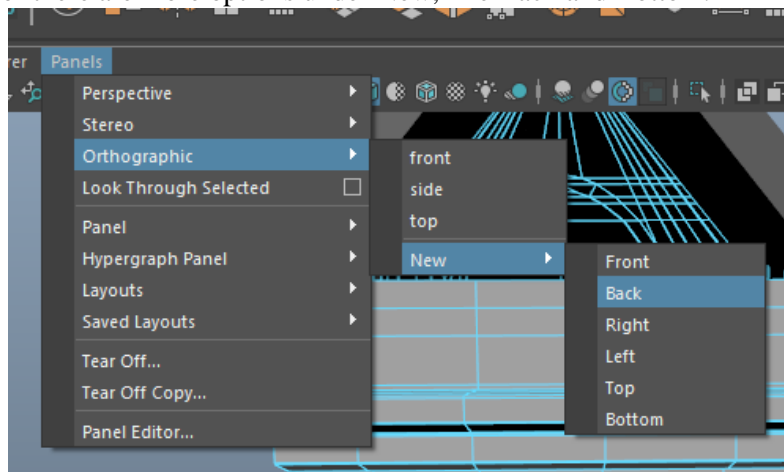 Panels
Perspective
Stereo
Orthographic
Look Through Selected
Panel
Hypergraph Panel
Layouts
Saved Layouts
Tear Off...
Tear Off Copy...
Panel Editor...
front
side
top
New
Front
Back
Right
Left
Top
Bottom